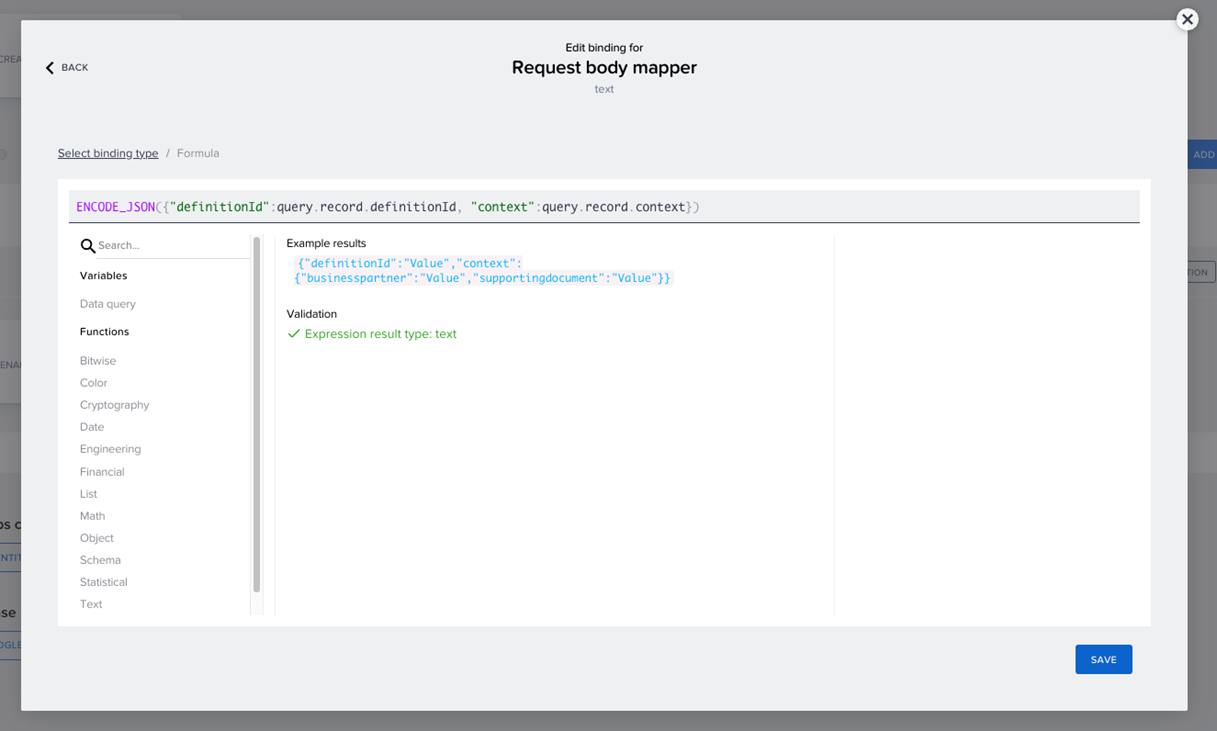 Edit binding for
BACK
Request body mapper
text
Select binding type / Formula
ENCODE_JSON({"definitionId":query.record.definitionId, "context":query.record.context})
Search...
Variables
Data query
Functions
Bitwise
Color
Cryptography
Date
Engineering
Financial
List
Math
Object
Schema
Statistical
Text
Example results
{"definitionId":"Value","context":
{"businesspartner":"Value","supportingdocument":"Value"}}
Validation
Expression result type: text
SAVE
ADD